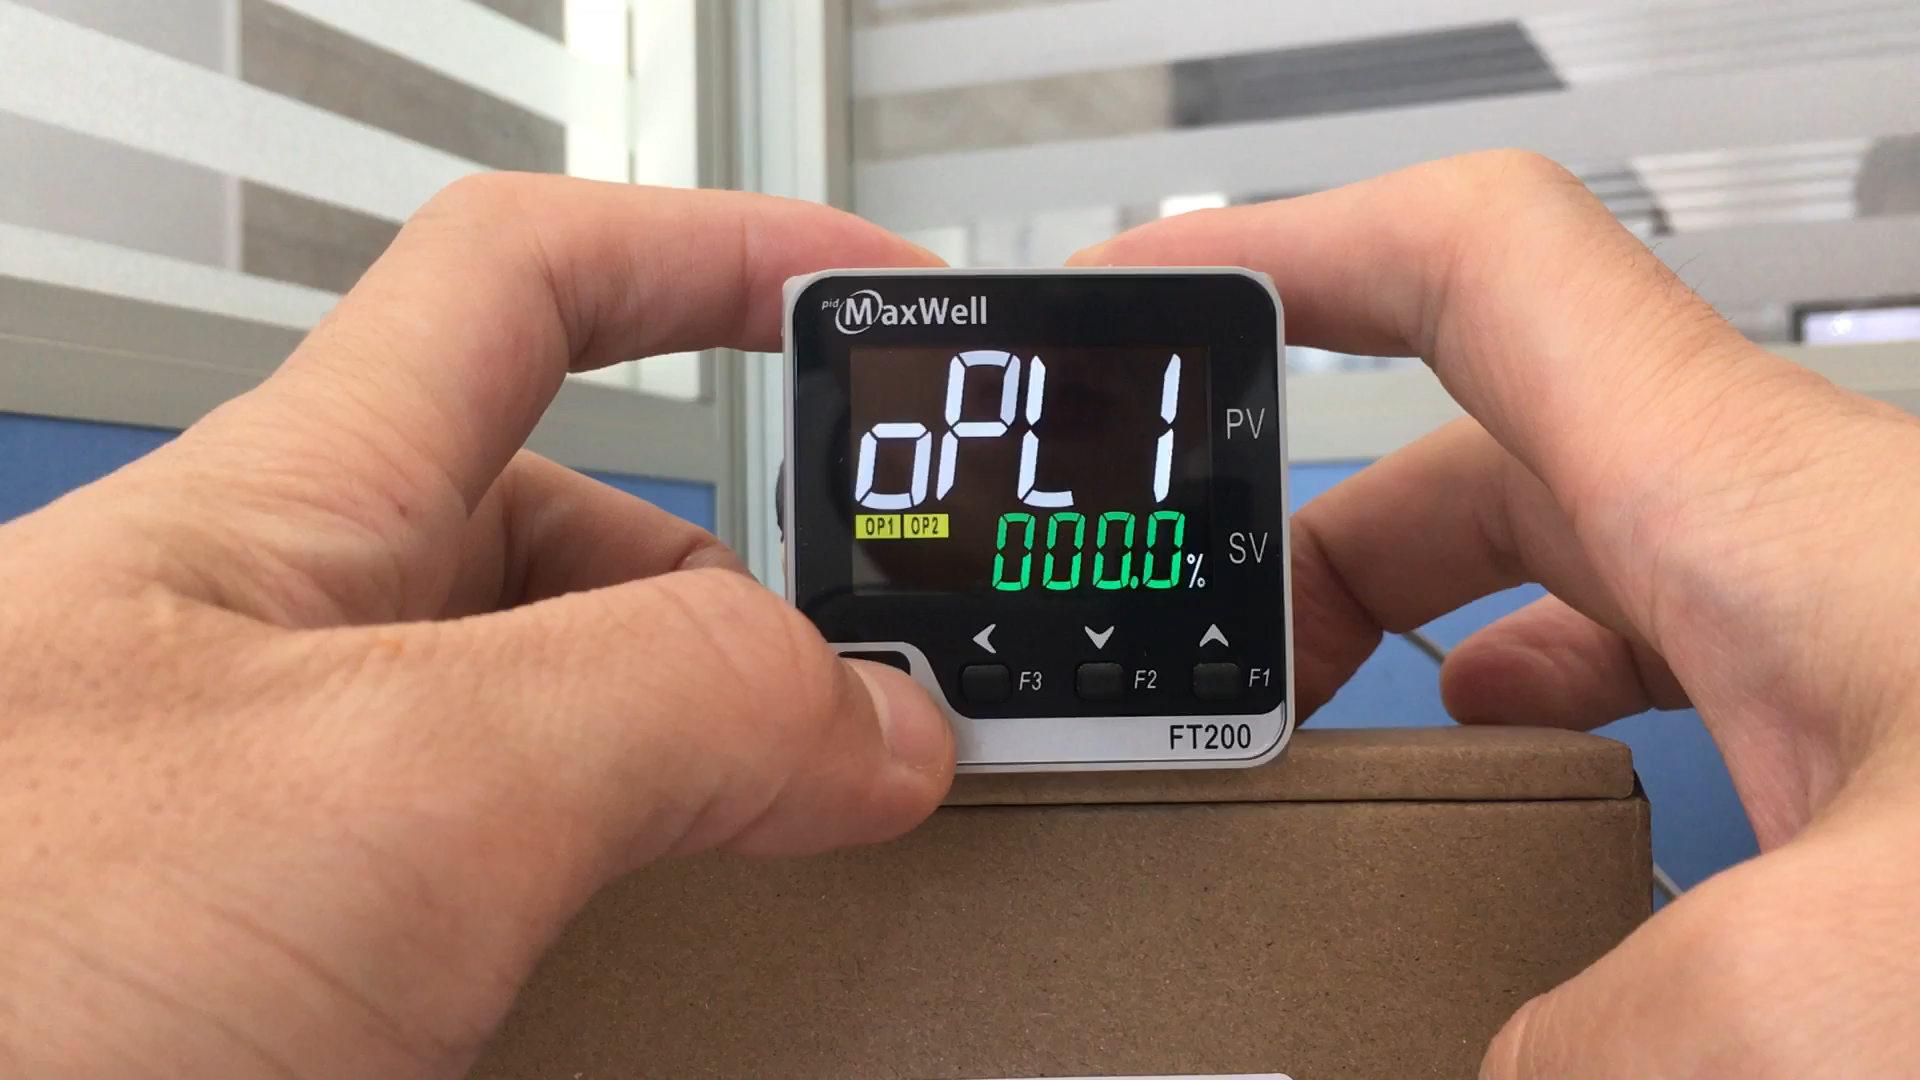 pid MaxWell
oPL1
PV
OP1 OP2
000.0%
SV
F3 F2 F1
FT200